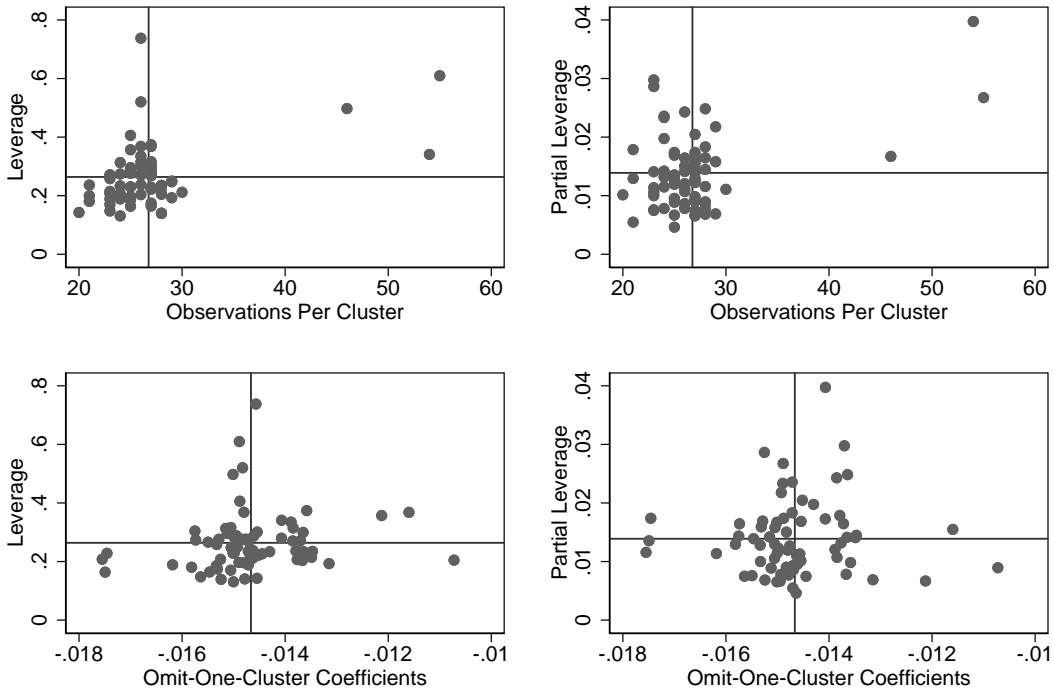 Leverage
0 .2 .4 .6 .8
20 30 40 50 60
Observations Per Cluster
Partial Leverage
0 .01 .02 .03 .04
20 30 40 50 60
Observations Per Cluster
Leverage
0 .2 .4 .6 .8
-.018 -.016 -.014 -.012 -.01
Omit-One-Cluster Coefficients
Partial Leverage
0 .01 .02 .03 .04
-.018 -.016 -.014 -.012 -.01
Omit-One-Cluster Coefficients